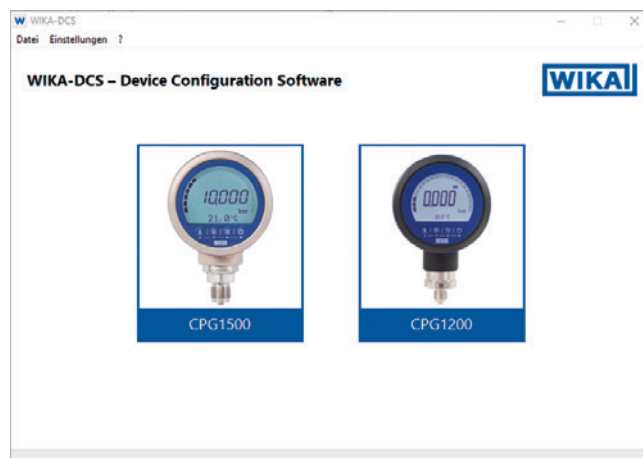 WIKA-DCS
Datei Einstellungen ?
WIKA-DCS – Device Configuration Software
WIKA
10.000
bar
21.0°C
0.000
bar
CPG1500
CPG1200